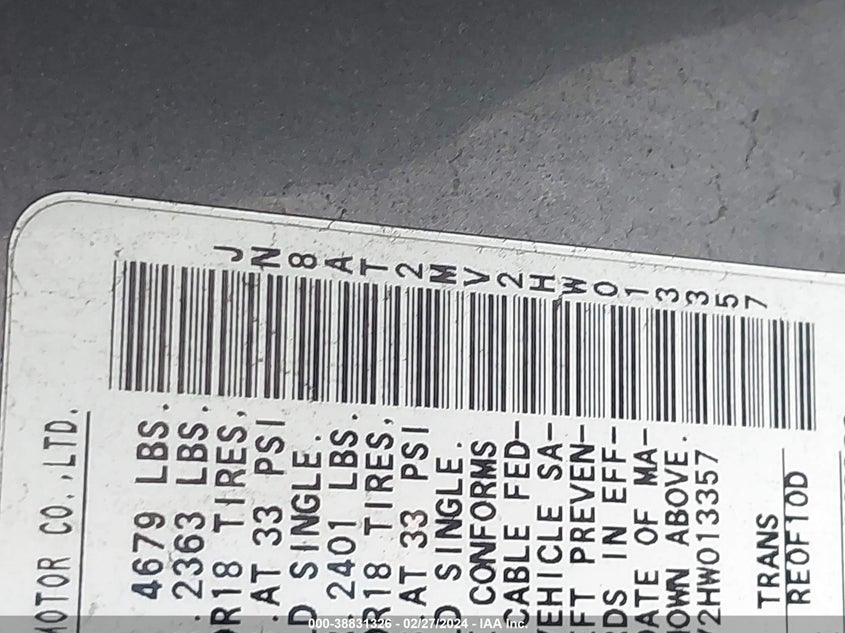 JN8AT2MV2HW013357
MOTOR CO.,LTD.
4679 LBS.
2363 LBS.
R18 TIRES,
AT 33 PSI
D SINGLE.
2401 LBS.
R18 TIRES,
AT 33 PSI
D SINGLE.
CONFORMS
CABLE FED-
VEHICLE SA-
FT PREVEN-
DS IN EFF-
ATE OF MA-
OWN ABOVE.
2HW013357
TRANS
RE0F10D
000-38831326 - 02/27/2024 - IAA Inc.